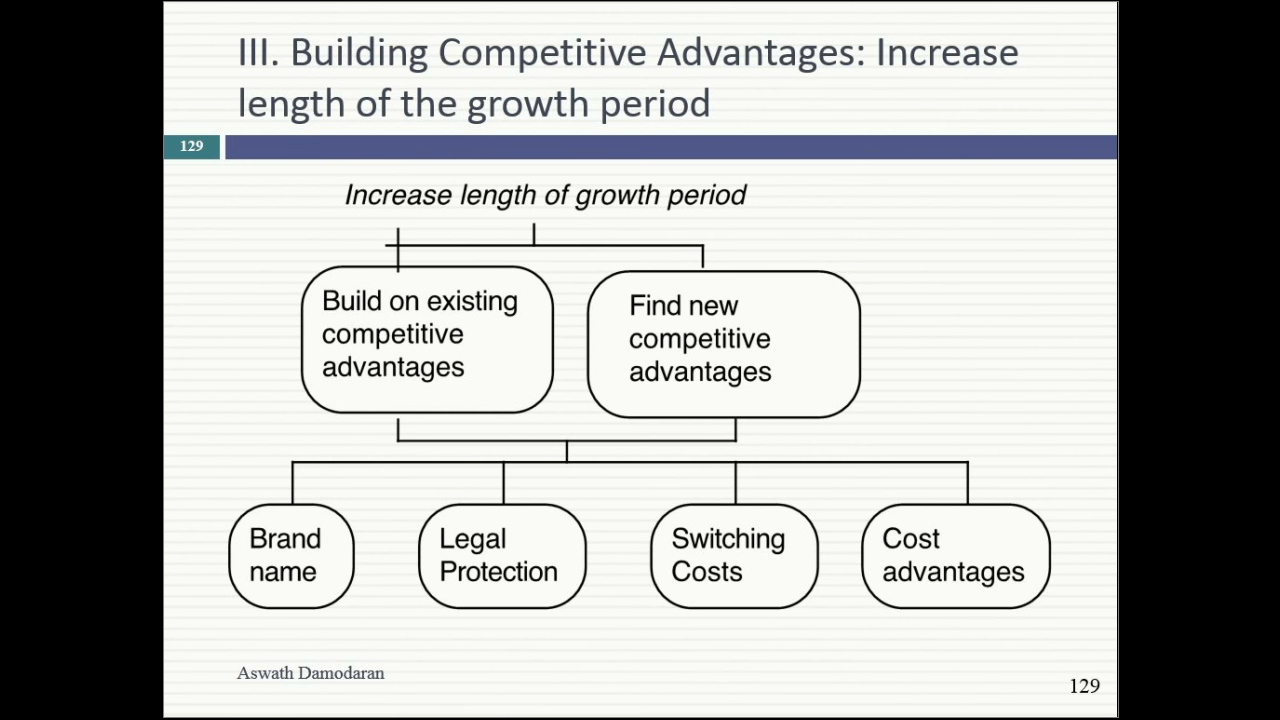 III. Building Competitive Advantages: Increase
length of the growth period
129
Increase length of growth period
Build on existing
competitive
advantages
Find new
competitive
advantages
Brand
name
Legal
Protection
Switching
Costs
Cost
advantages
Aswath Damodaran
129